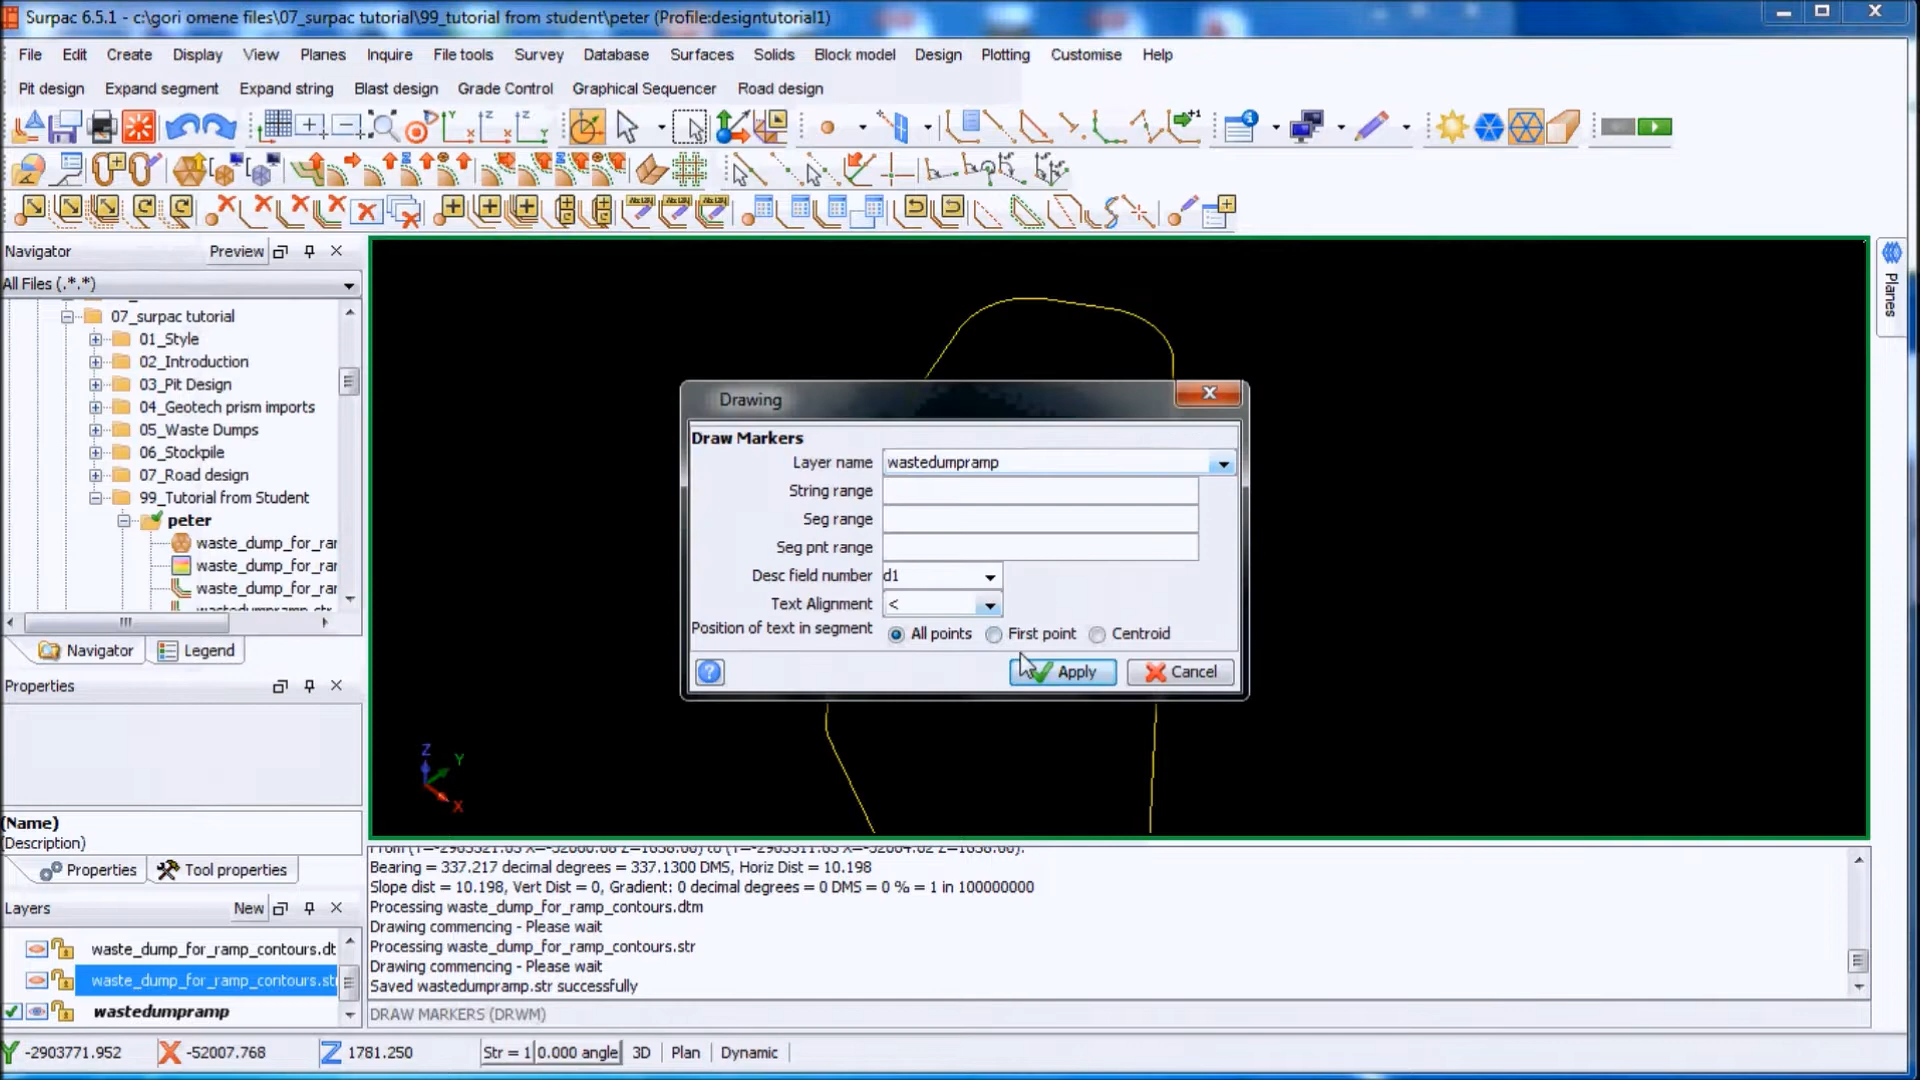 Surpac 6.5.1 - c:\gori omene files\07_surpac tutorial\99_tutorial from student\peter (Profile:designtutorial1)
File Edit Create Display View Planes Inquire File tools Survey Database Surfaces Solids Block model Design Plotting Customise Help
Pit design Expand segment Expand string Blast design Grade Control Graphical Sequencer Road design
Navigator Preview
All Files (.*.*)
07_surpac tutorial
01_Style
02_Introduction
03_Pit Design
04_Geotech prism imports
05_Waste Dumps
06_Stockpile
07_Road design
99_Tutorial from Student
peter
waste_dump_for_rar
waste_dump_for_rar
waste_dump_for_rar
wastedumpramp.str
Navigator Legend
Properties
(Name)
(Description)
Properties Tool properties
Layers New
waste_dump_for_ramp_contours.dt
waste_dump_for_ramp_contours.st
wastedumpramp
Planes
Drawing
Draw Markers
Layer name wastedumpramp
String range
Seg range
Seg pnt range
Desc field number d1
Text Alignment <
Position of text in segment All points First point Centroid
Apply Cancel
Z Y X
Bearing = 337.217 decimal degrees = 337.1300 DMS, Horiz Dist = 10.198
Slope dist = 10.198, Vert Dist = 0, Gradient: 0 decimal degrees = 0 DMS = 0 % = 1 in 100000000
Processing waste_dump_for_ramp_contours.dtm
Drawing commencing - Please wait
Processing waste_dump_for_ramp_contours.str
Drawing commencing - Please wait
Saved wastedumpramp.str successfully
DRAW MARKERS (DRWM)
Y -2903771.952 X -52007.768 Z 1781.250 Str = 1 0.000 angle 3D Plan Dynamic